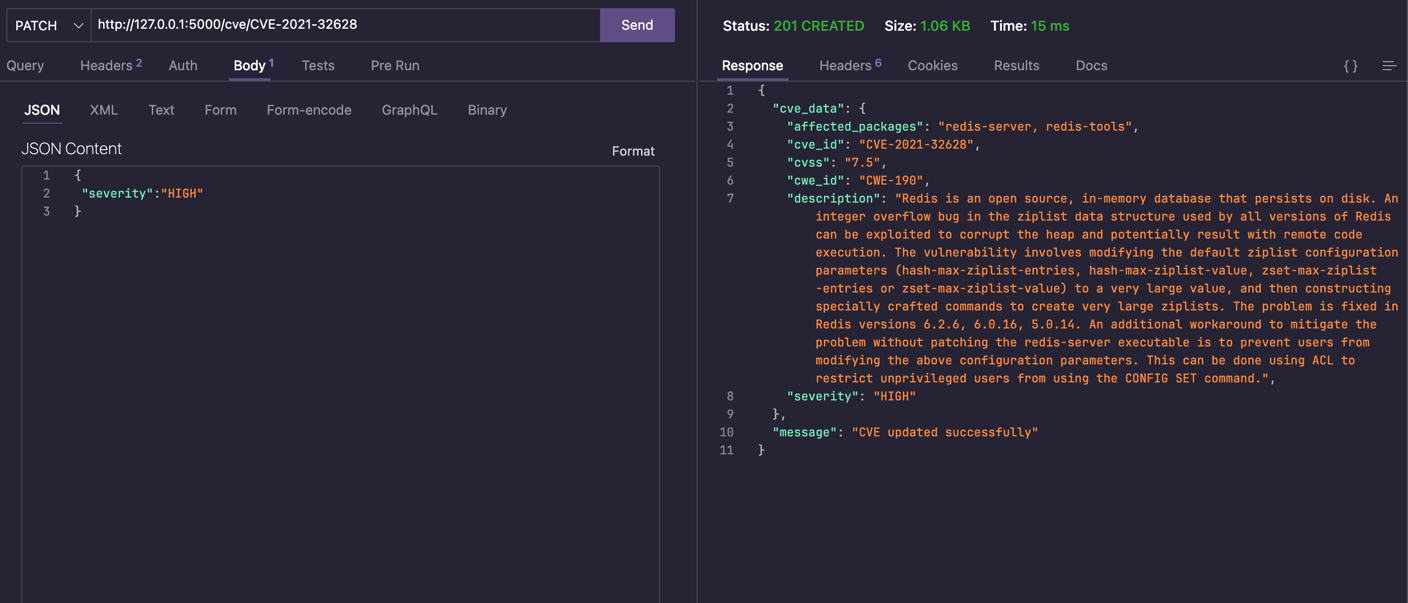 PATCH http://127.0.0.1:5000/cve/CVE-2021-32628 Send
Query Headers 2 Auth Body 1 Tests Pre Run
JSON XML Text Form Form-encode GraphQL Binary
JSON Content Format
1 {
2 "severity":"HIGH"
3 }
Status: 201 CREATED Size: 1.06 KB Time: 15 ms
Response Headers 6 Cookies Results Docs { }
1 {
2 "cve_data": {
3 "affected_packages": "redis-server, redis-tools",
4 "cve_id": "CVE-2021-32628",
5 "cvss": "7.5",
6 "cwe_id": "CWE-190",
7 "description": "Redis is an open source, in-memory database that persists on disk. An
integer overflow bug in the ziplist data structure used by all versions of Redis
can be exploited to corrupt the heap and potentially result with remote code
execution. The vulnerability involves modifying the default ziplist configuration
parameters (hash-max-ziplist-entries, hash-max-ziplist-value, zset-max-ziplist
-entries or zset-max-ziplist-value) to a very large value, and then constructing
specially crafted commands to create very large ziplists. The problem is fixed in
Redis versions 6.2.6, 6.0.16, 5.0.14. An additional workaround to mitigate the
problem without patching the redis-server executable is to prevent users from
modifying the above configuration parameters. This can be done using ACL to
restrict unprivileged users from using the CONFIG SET command.",
8 "severity": "HIGH"
9 },
10 "message": "CVE updated successfully"
11 }